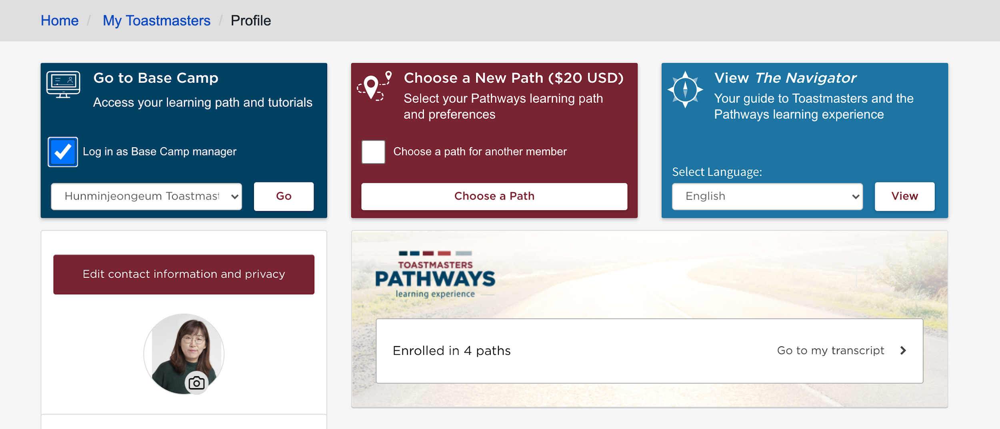 Home / My Toastmasters / Profile
Go to Base Camp
Access your learning path and tutorials
Log in as Base Camp manager
Hunminjeongeum Toastmast
Go
Choose a New Path ($20 USD)
Select your Pathways learning path
and preferences
Choose a path for another member
Choose a Path
View The Navigator
Your guide to Toastmasters and the
Pathways learning experience
Select Language:
English
View
Edit contact information and privacy
TOASTMASTERS
PATHWAYS
learning experience
Enrolled in 4 paths
Go to my transcript